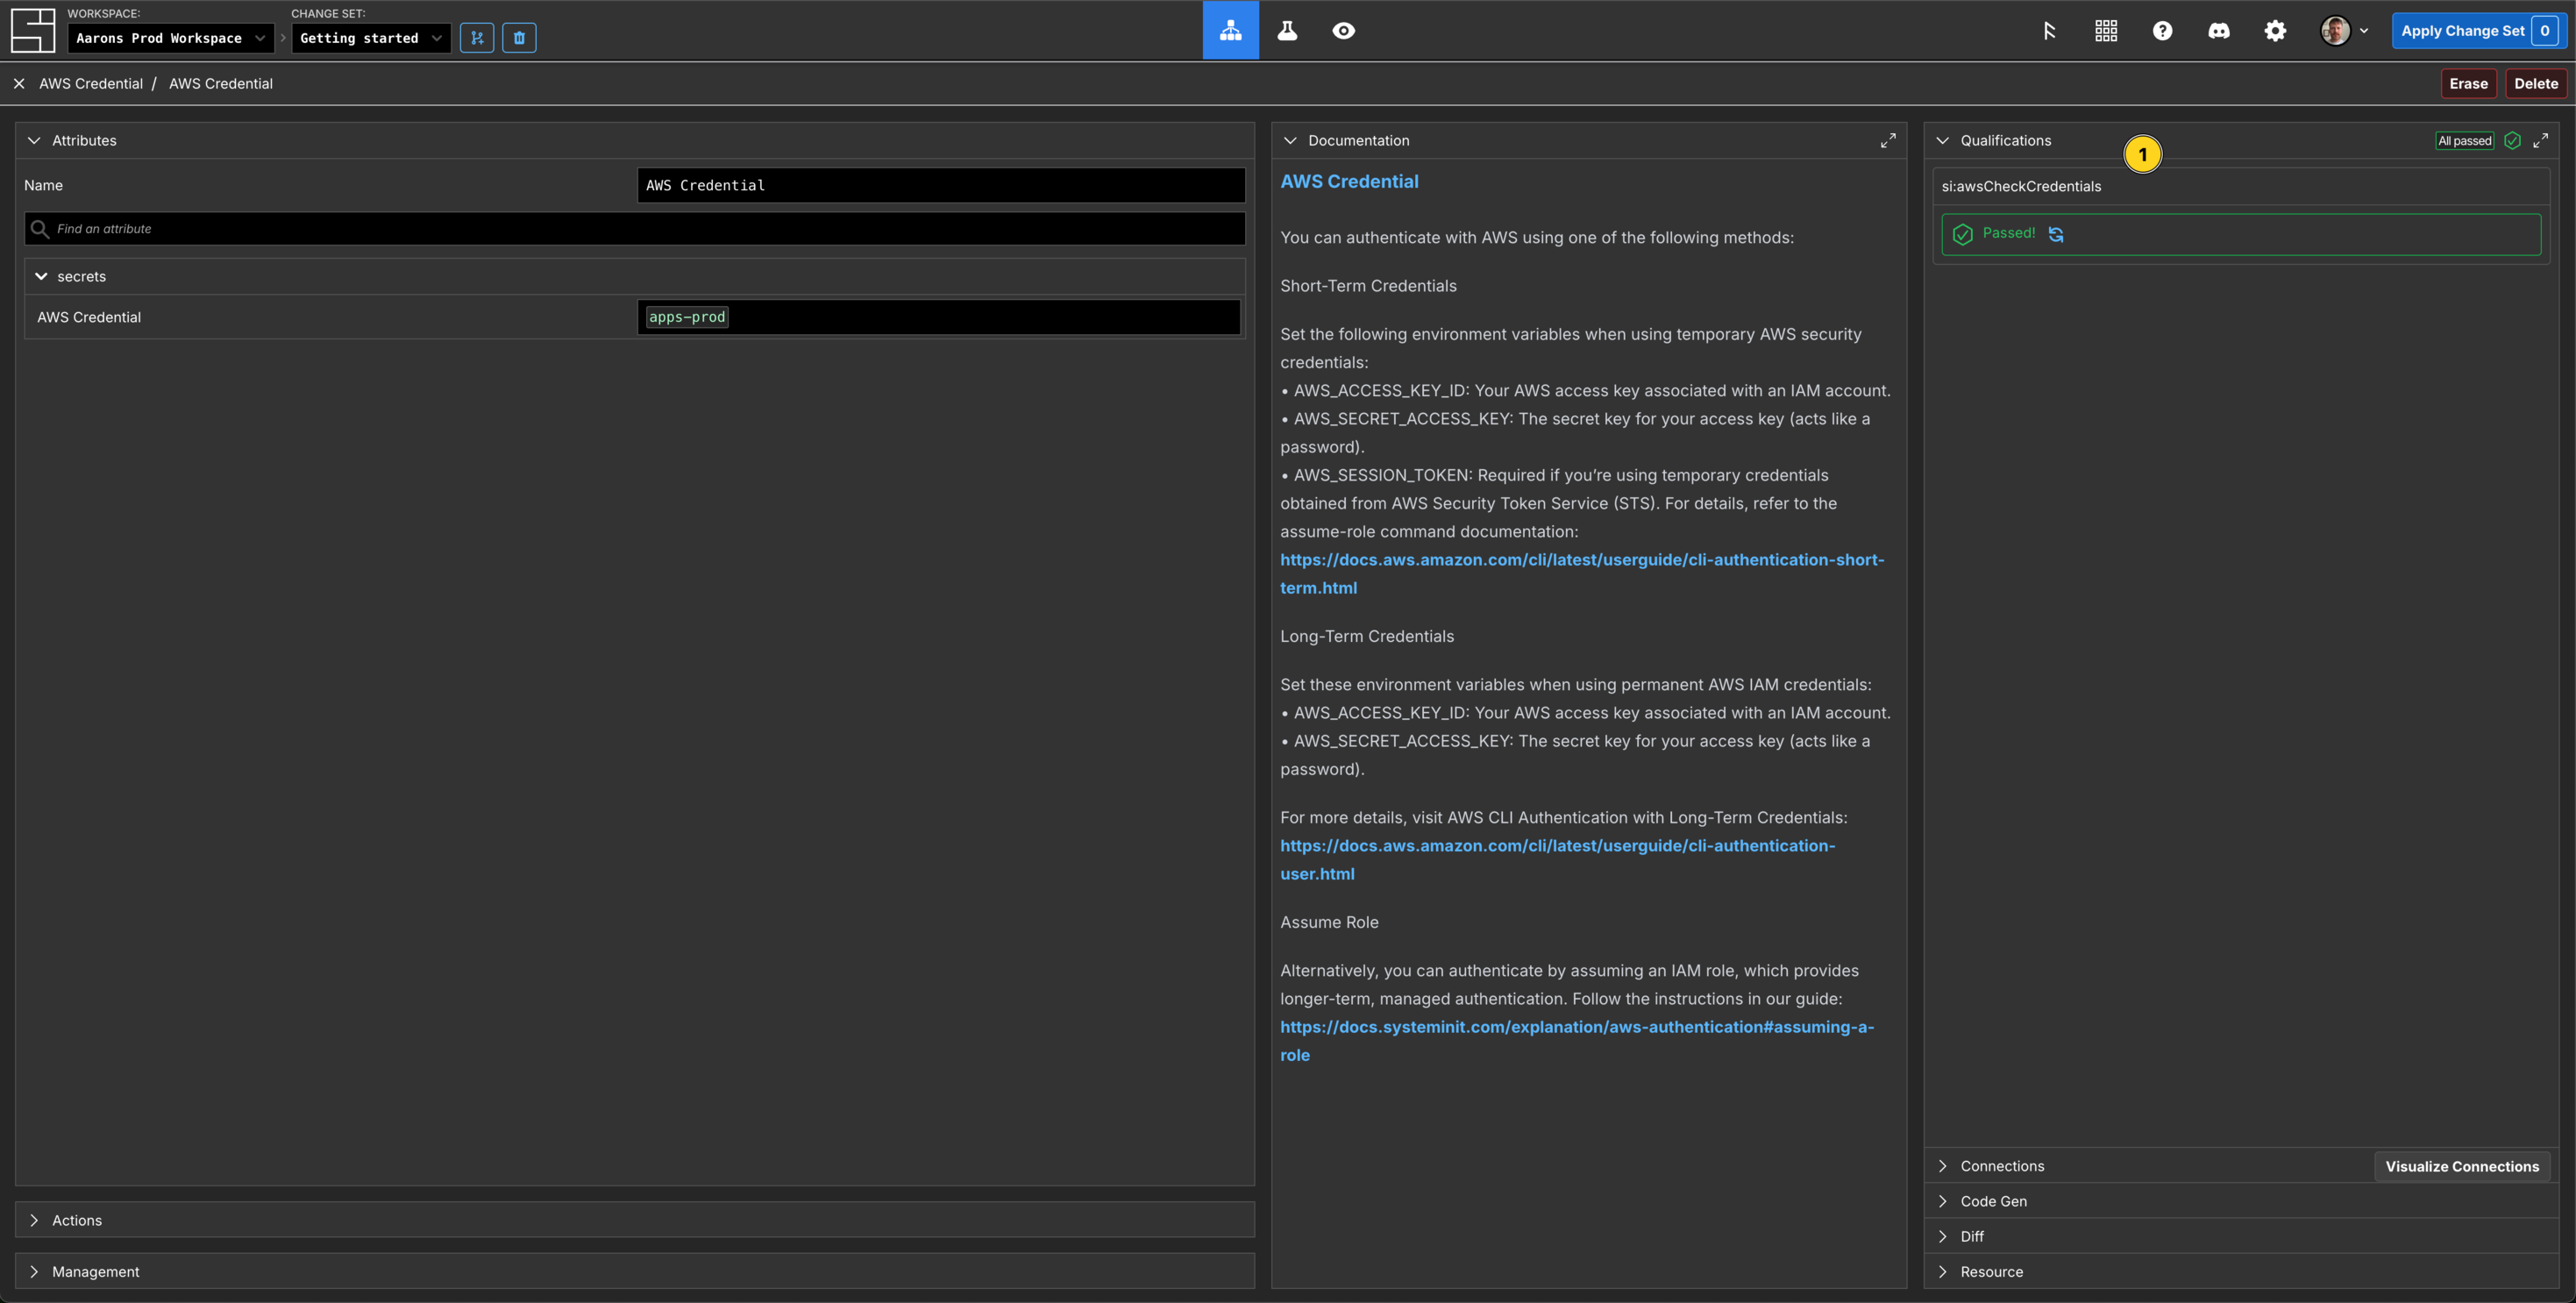 WORKSPACE:
Aarons Prod Workspace
CHANGE SET:
Getting started
Apply Change Set 0
AWS Credential / AWS Credential
Erase
Delete
Attributes
Name
AWS Credential
Find an attribute
secrets
AWS Credential
apps-prod
Actions
Management
Documentation
AWS Credential
You can authenticate with AWS using one of the following methods:
Short-Term Credentials
Set the following environment variables when using temporary AWS security
credentials:
• AWS_ACCESS_KEY_ID: Your AWS access key associated with an IAM account.
• AWS_SECRET_ACCESS_KEY: The secret key for your access key (acts like a
password).
• AWS_SESSION_TOKEN: Required if you’re using temporary credentials
obtained from AWS Security Token Service (STS). For details, refer to the
assume-role command documentation:
https://docs.aws.amazon.com/cli/latest/userguide/cli-authentication-short-
term.html
Long-Term Credentials
Set these environment variables when using permanent AWS IAM credentials:
• AWS_ACCESS_KEY_ID: Your AWS access key associated with an IAM account.
• AWS_SECRET_ACCESS_KEY: The secret key for your access key (acts like a
password).
For more details, visit AWS CLI Authentication with Long-Term Credentials:
https://docs.aws.amazon.com/cli/latest/userguide/cli-authentication-
user.html
Assume Role
Alternatively, you can authenticate by assuming an IAM role, which provides
longer-term, managed authentication. Follow the instructions in our guide:
https://docs.systeminit.com/explanation/aws-authentication#assuming-a-
role
Qualifications
1
All passed
si:awsCheckCredentials
Passed!
Connections
Visualize Connections
Code Gen
Diff
Resource